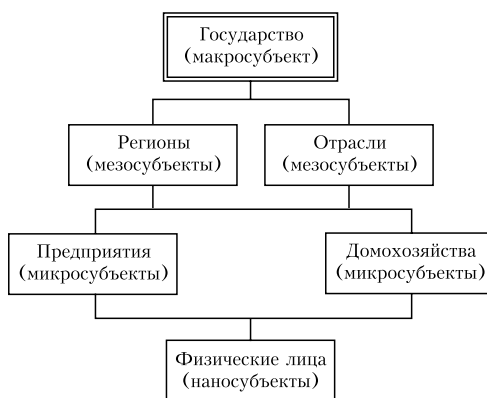 Государство
(макросубъект)
Регионы
(мезосубъекты)
Отрасли
(мезосубъекты)
Предприятия
(микросубъекты)
Домохозяйства
(микросубъекты)
Физические лица
(наносубъекты)